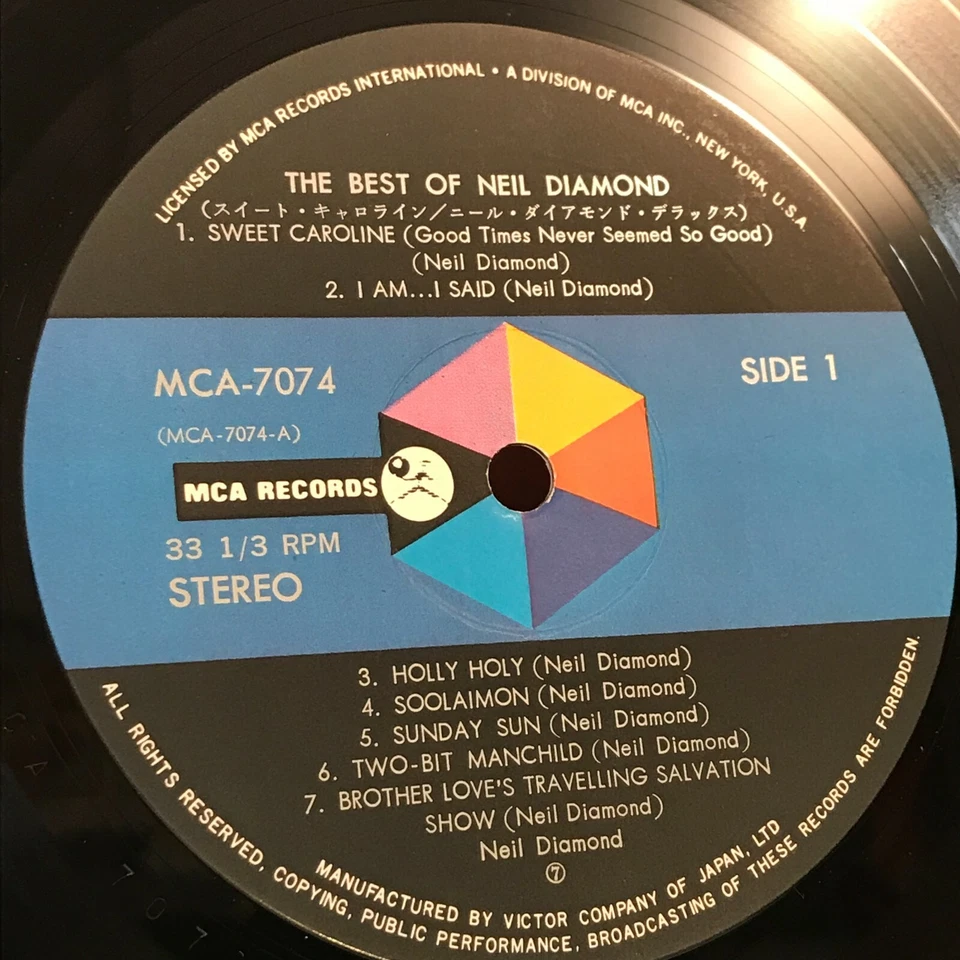 LICENSED BY MCA RECORDS INTERNATIONAL • A DIVISION OF MCA INC., NEW YORK, U.S.A.
THE BEST OF NEIL DIAMOND
(スイート・キャロライン/ニール・ダイアモンド・デラックス)
1. SWEET CAROLINE (Good Times Never Seemed So Good)
(Neil Diamond)
2. I AM...I SAID (Neil Diamond)
MCA-7074
SIDE 1
(MCA-7074-A)
MCA RECORDS
33 1/3 RPM
STEREO
3. HOLLY HOLY (Neil Diamond)
4. SOOLAIMON (Neil Diamond)
5. SUNDAY SUN (Neil Diamond)
6. TWO-BIT MANCHILD (Neil Diamond)
7. BROTHER LOVE'S TRAVELLING SALVATION
SHOW (Neil Diamond)
Neil Diamond
⑦
MANUFACTURED BY VICTOR COMPANY OF JAPAN, LTD
ALL RIGHTS RESERVED, COPYING, PUBLIC PERFORMANCE, BROADCASTING OF THESE RECORDS ARE FORBIDDEN.